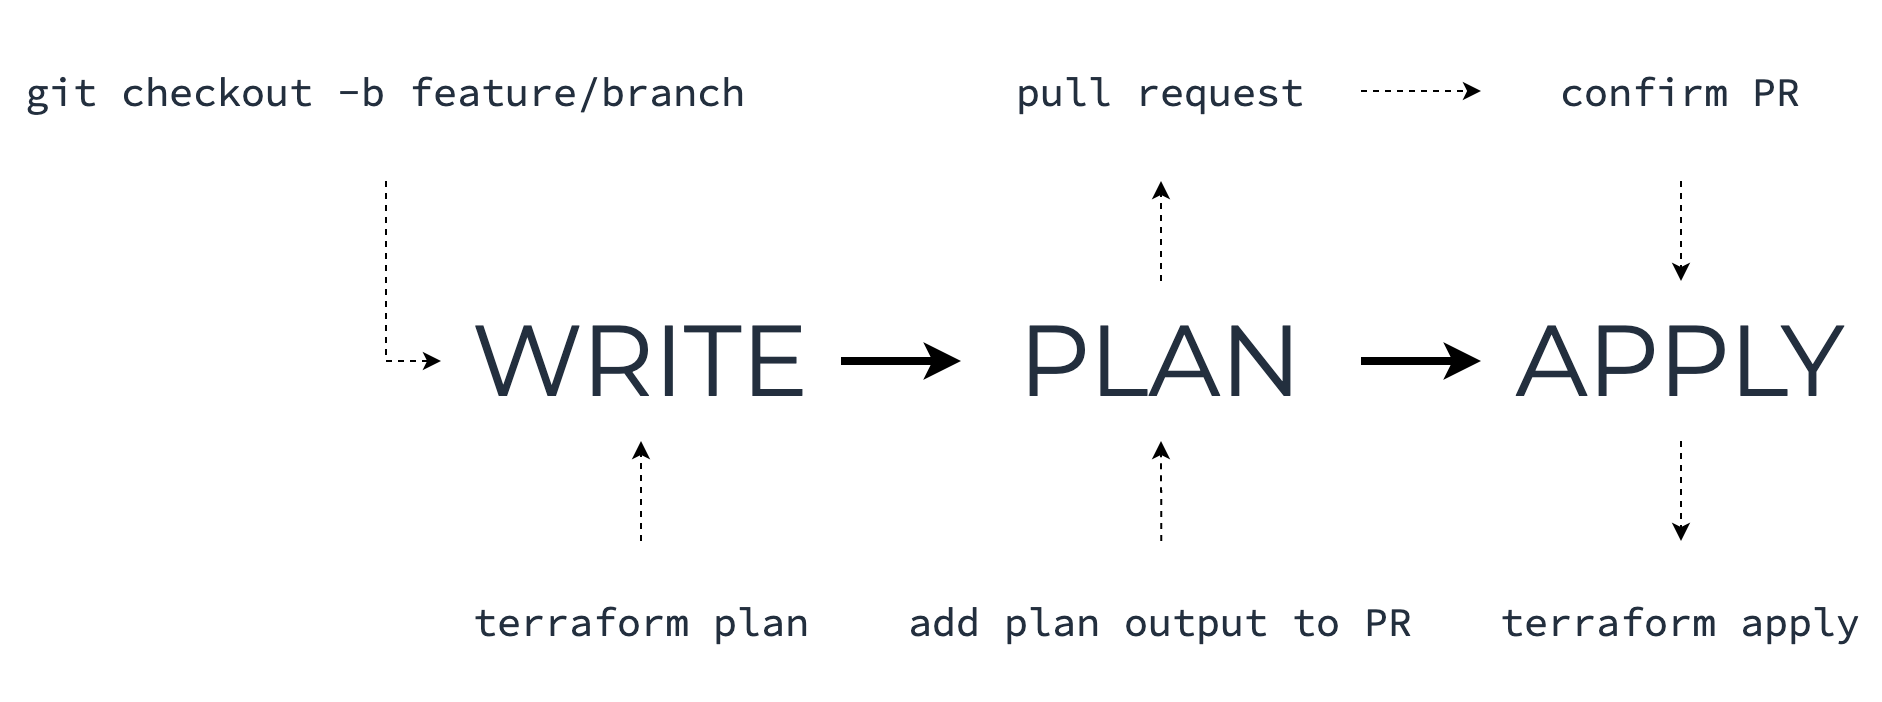 git checkout -b feature/branch
pull request
confirm PR
WRITE
PLAN
APPLY
terraform plan
add plan output to PR
terraform apply